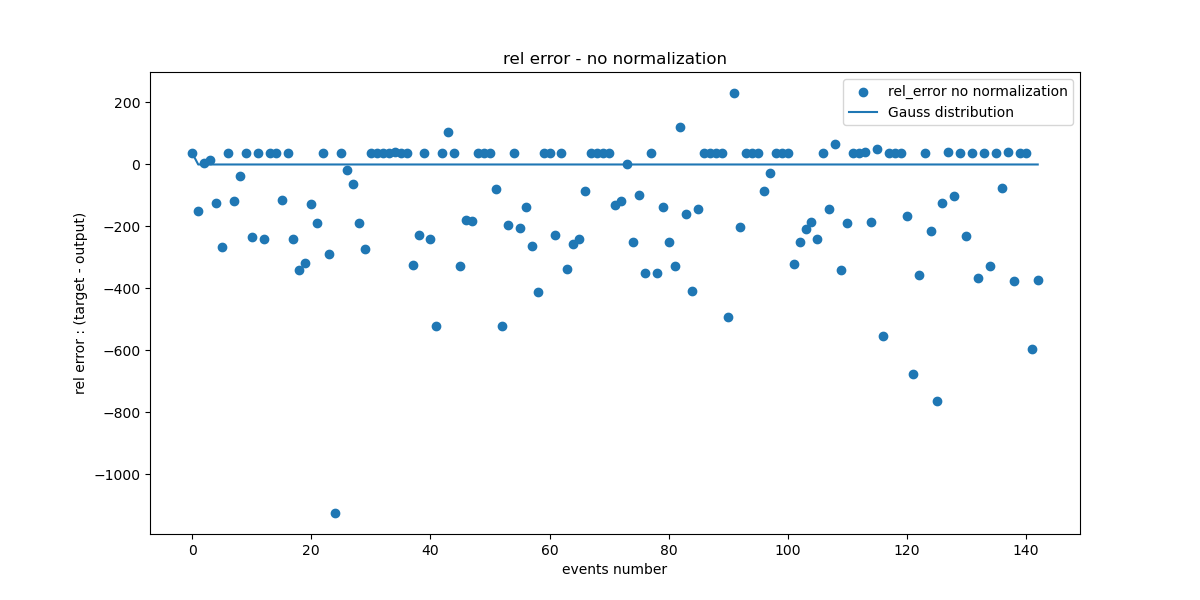 rel error - no normalization
rel_error no normalization
Gauss distribution
200
0
−200
−400
−600
−800
−1000
rel error : (target - output)
0 20 40 60 80 100 120 140
events number